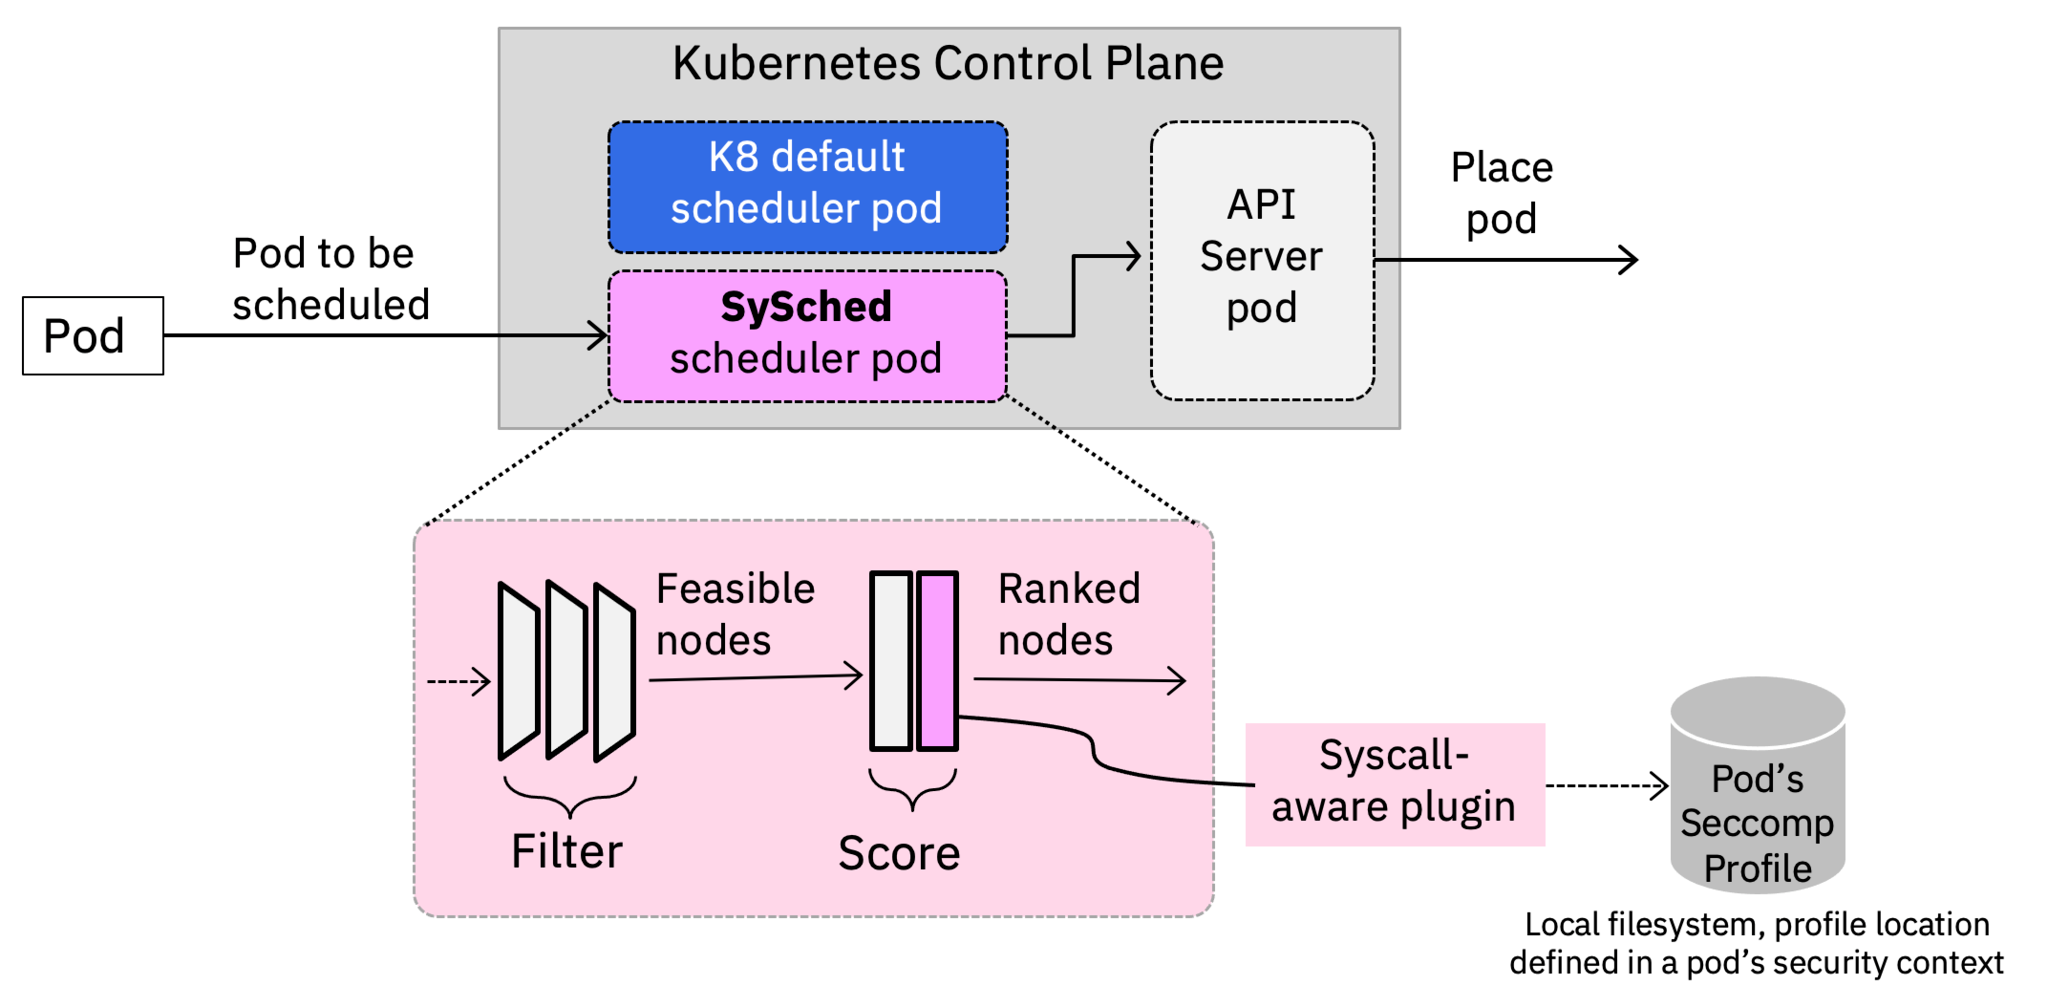 Kubernetes Control Plane
K8 default
scheduler pod
API
Server
pod
Place
pod
Pod to be
scheduled
Pod
SySched
scheduler pod
Feasible
nodes
Ranked
nodes
Filter
Score
Syscall-
aware plugin
Pod’s
Seccomp
Profile
Local filesystem, profile location
defined in a pod’s security context